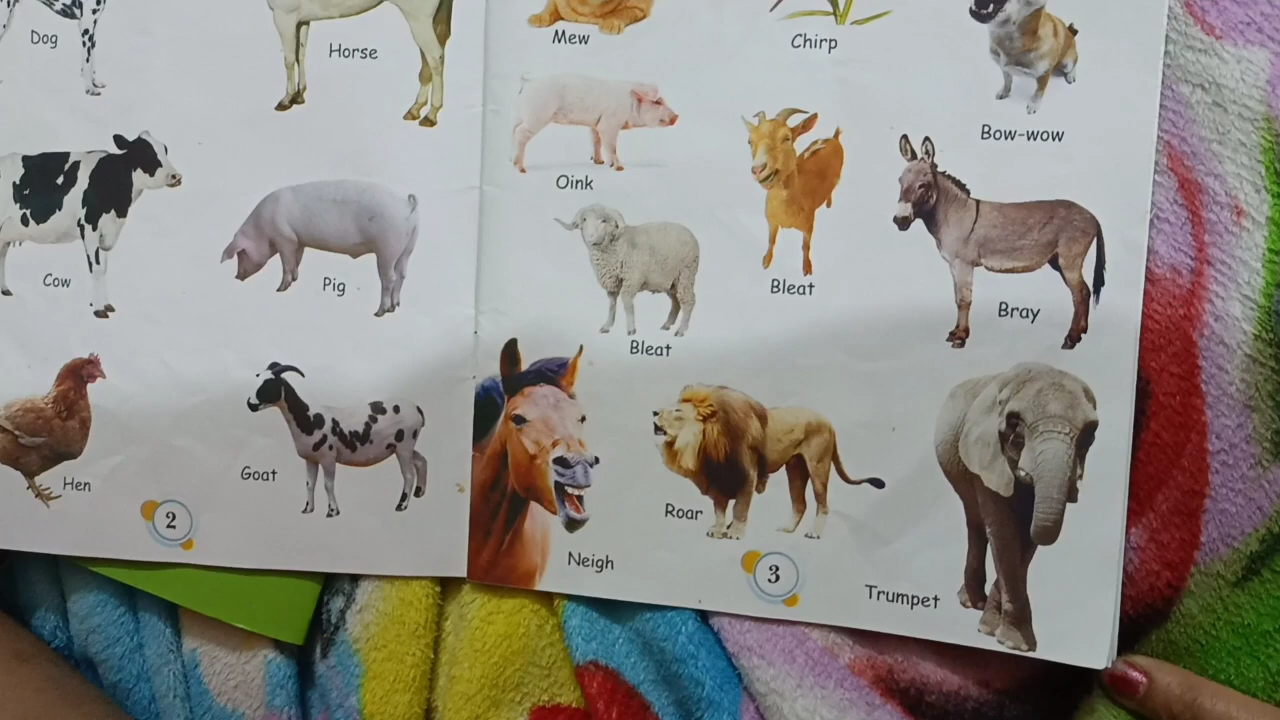 Dog
Horse
Cow
Pig
Hen
Goat
2
Mew
Chirp
Bow-wow
Oink
Bleat
Bray
Bleat
Neigh
Roar
Trumpet
3